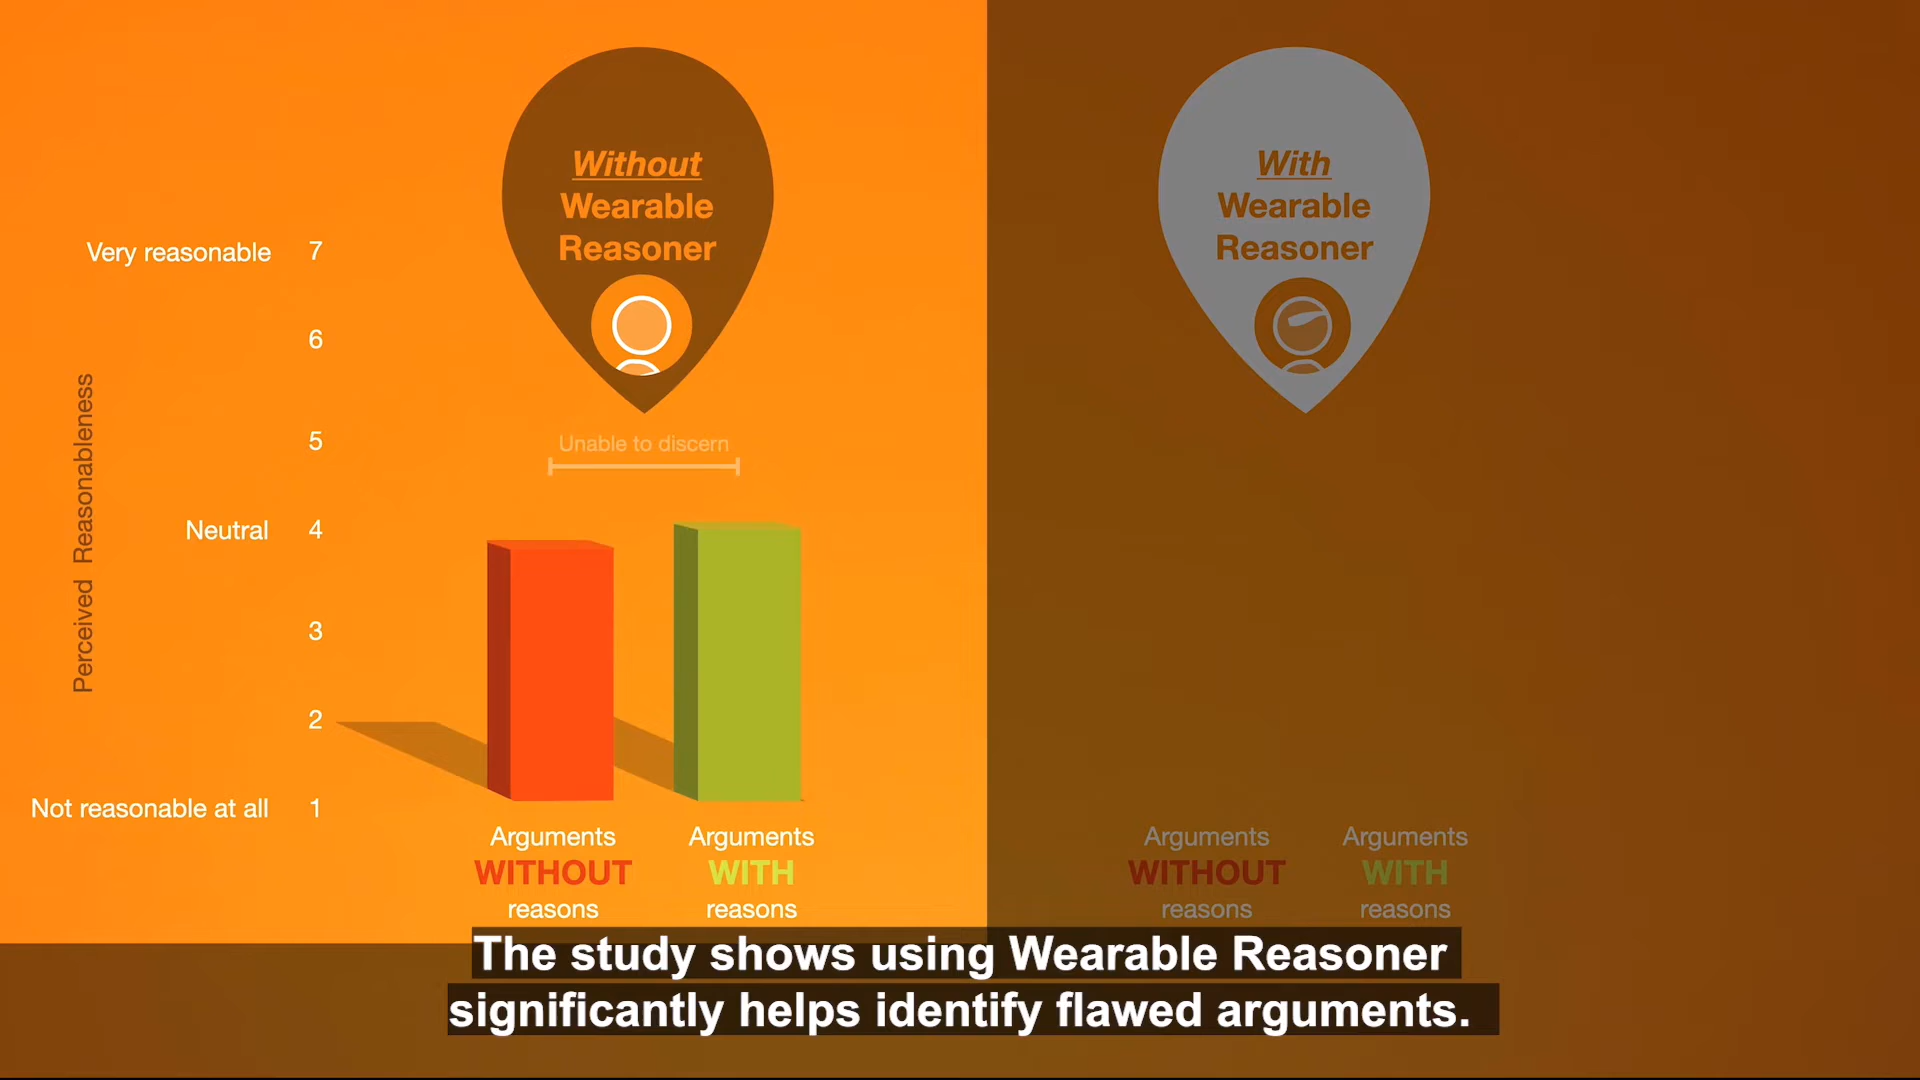 Without
Wearable
Reasoner
With
Wearable
Reasoner
Very reasonable 7
6
5
Neutral 4
3
2
Not reasonable at all 1
Perceived Reasonableness
Unable to discern
Arguments
WITHOUT
reasons
Arguments
WITH
reasons
Arguments
WITHOUT
reasons
Arguments
WITH
reasons
The study shows using Wearable Reasoner
significantly helps identify flawed arguments.